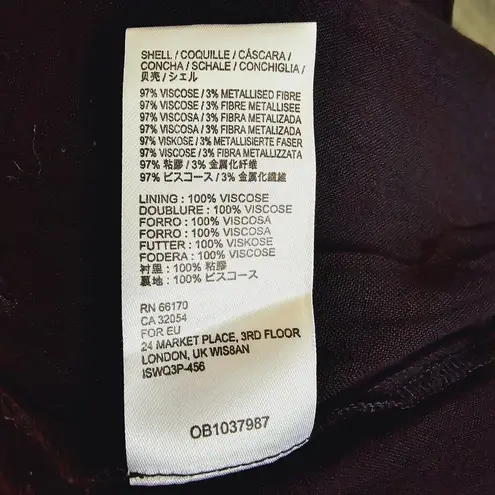 SHELL / COQUILLE / CÁSCARA /
CONCHA / SCHALE / CONCHIGLIA /
贝壳 / シェル
97% VISCOSE / 3% METALLISED FIBRE
97% VISCOSE / 3% FIBRE METALLISEE
97% VISCOSA / 3% FIBRA METALIZADA
97% VISCOSA / 3% FIBRA METALIZADA
97% VISKOSE / 3% METALLISIERTE FASER
97% VISCOSE / 3% FIBRA METALLIZZATA
97% 粘膠 / 3% 金属化纤维
97% ビスコース / 3% 金属化繊維
LINING : 100% VISCOSE
DOUBLURE : 100% VISCOSE
FORRO : 100% VISCOSA
FORRO : 100% VISCOSA
FUTTER : 100% VISKOSE
FODERA : 100% VISCOSE
衬里 : 100% 粘膠
裏地 : 100% ビスコース
RN 66170
CA 32054
FOR EU
24 MARKET PLACE, 3RD FLOOR
LONDON, UK WIS8AN
ISWQ3P-456
OB1037987